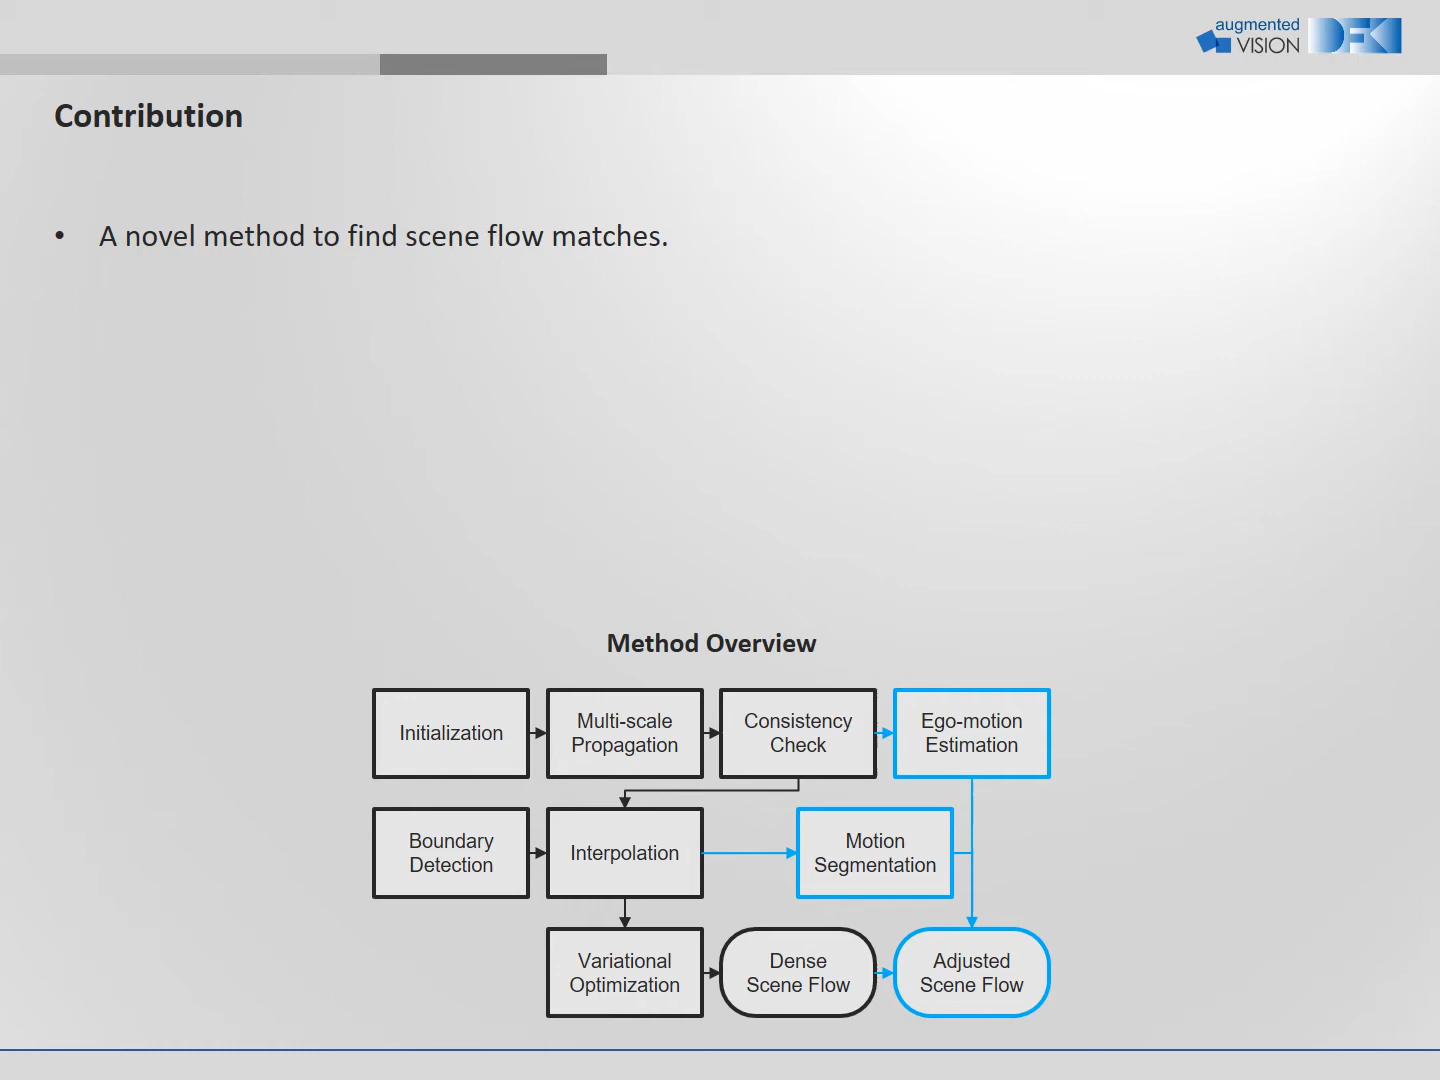 augmented
VISION
DFK
Contribution
• A novel method to find scene flow matches.
Method Overview
Initialization
Multi-scale
Propagation
Consistency
Check
Ego-motion
Estimation
Boundary
Detection
Interpolation
Motion
Segmentation
Variational
Optimization
Dense
Scene Flow
Adjusted
Scene Flow